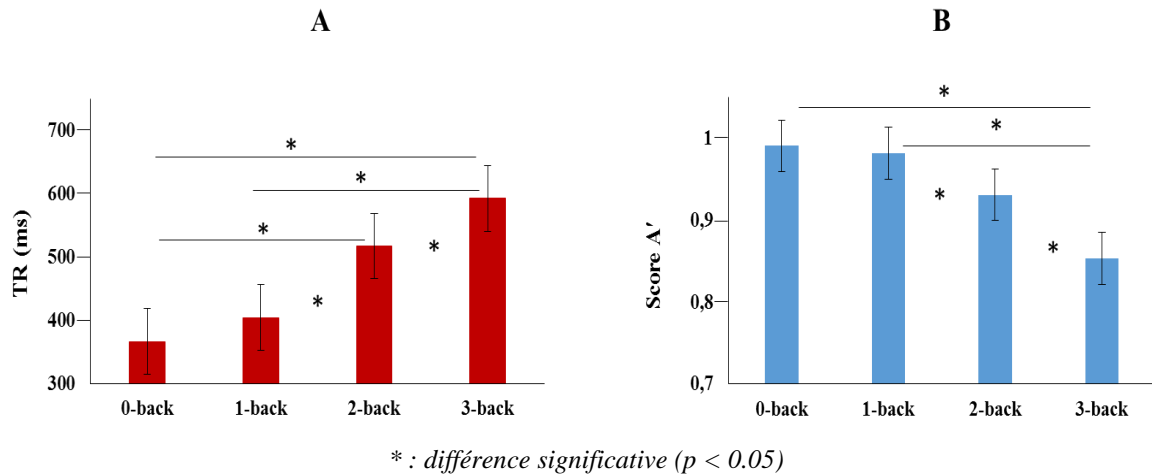 A
B
TR (ms)
700
600
500
400
300
*
*
*
*
*
0-back 1-back 2-back 3-back
Score A′
1
0,9
0,8
0,7
*
*
*
*
0-back 1-back 2-back 3-back
* : différence significative (p < 0.05)